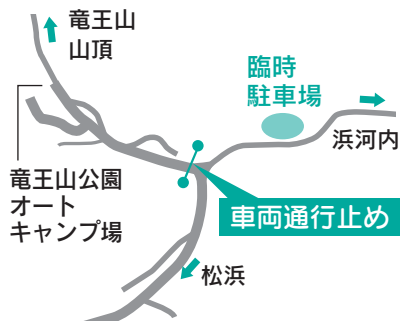 竜王山
山頂
臨時
駐車場
浜河内
竜王山公園
オート
キャンプ場
車両通行止め
松浜